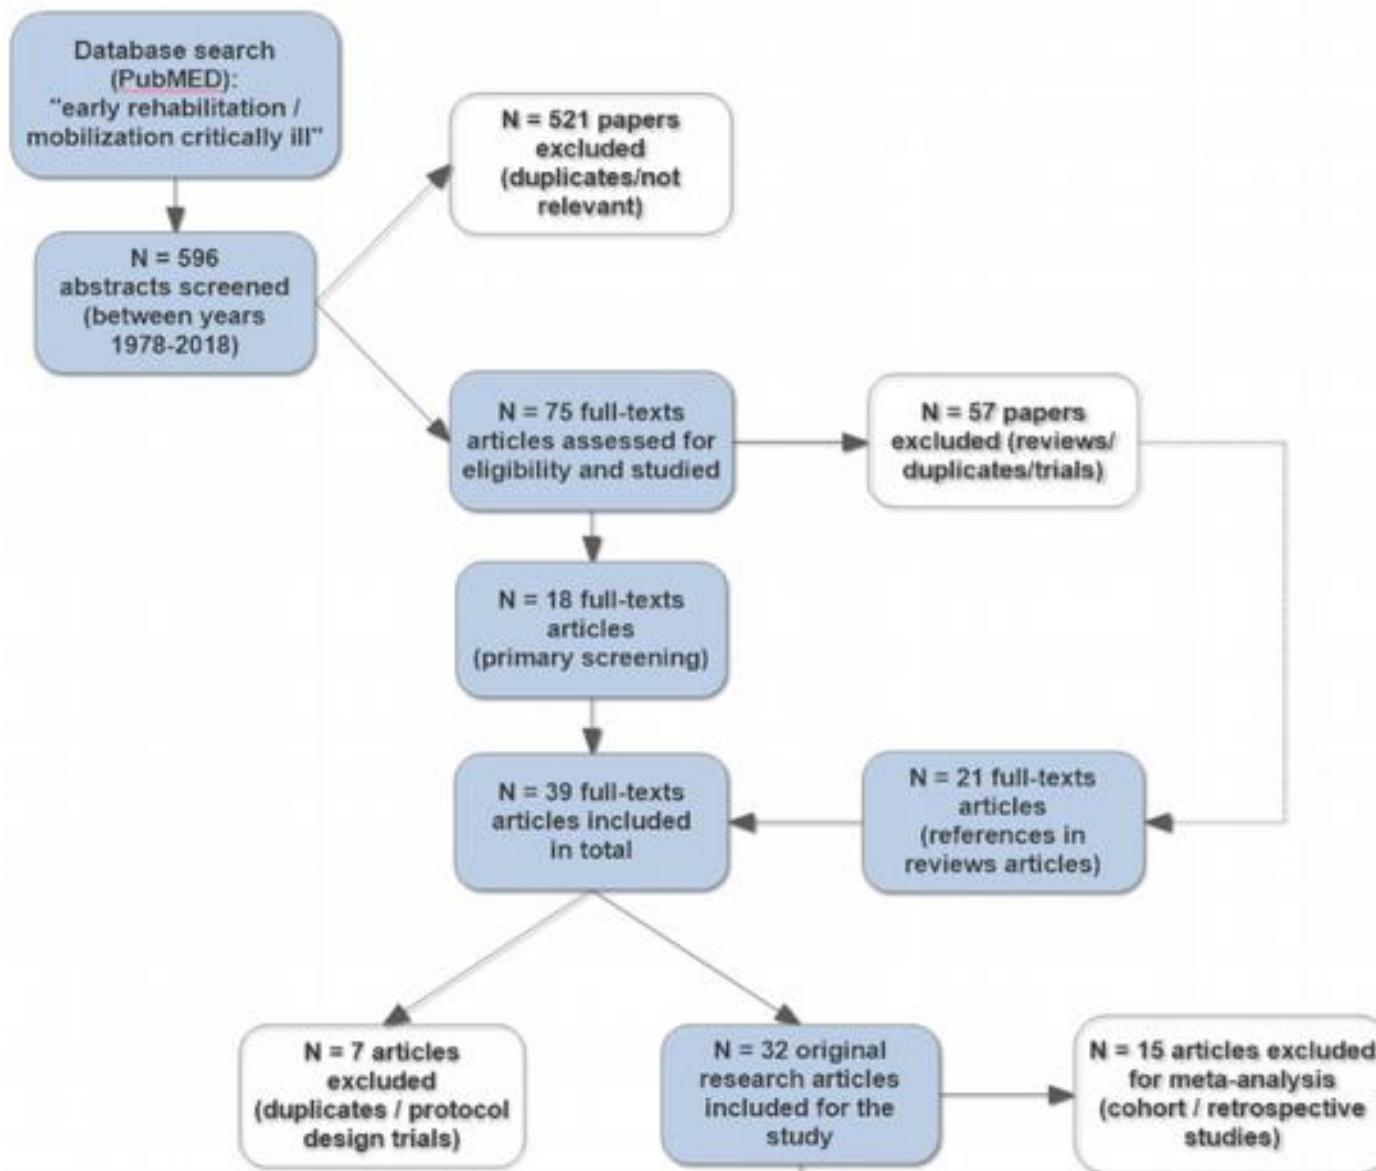 Database search
(PubMED):
"early rehabilitation /
mobilization critically ill"
N = 521 papers
excluded
(duplicates/not
relevant)
N = 596
abstracts screened
(between years
1978-2018)
N = 75 full-texts
articles assessed for
eligibility and studied
N = 57 papers
excluded (reviews/
duplicates/trials)
N = 18 full-texts
articles
(primary screening)
N = 39 full-texts
articles included
in total
N = 21 full-texts
articles
(references in
reviews articles)
N = 7 articles
excluded
(duplicates / protocol
design trials)
N = 32 original
research articles
included for the
study
N = 15 articles excluded
for meta-analysis
(cohort / retrospective
studies)